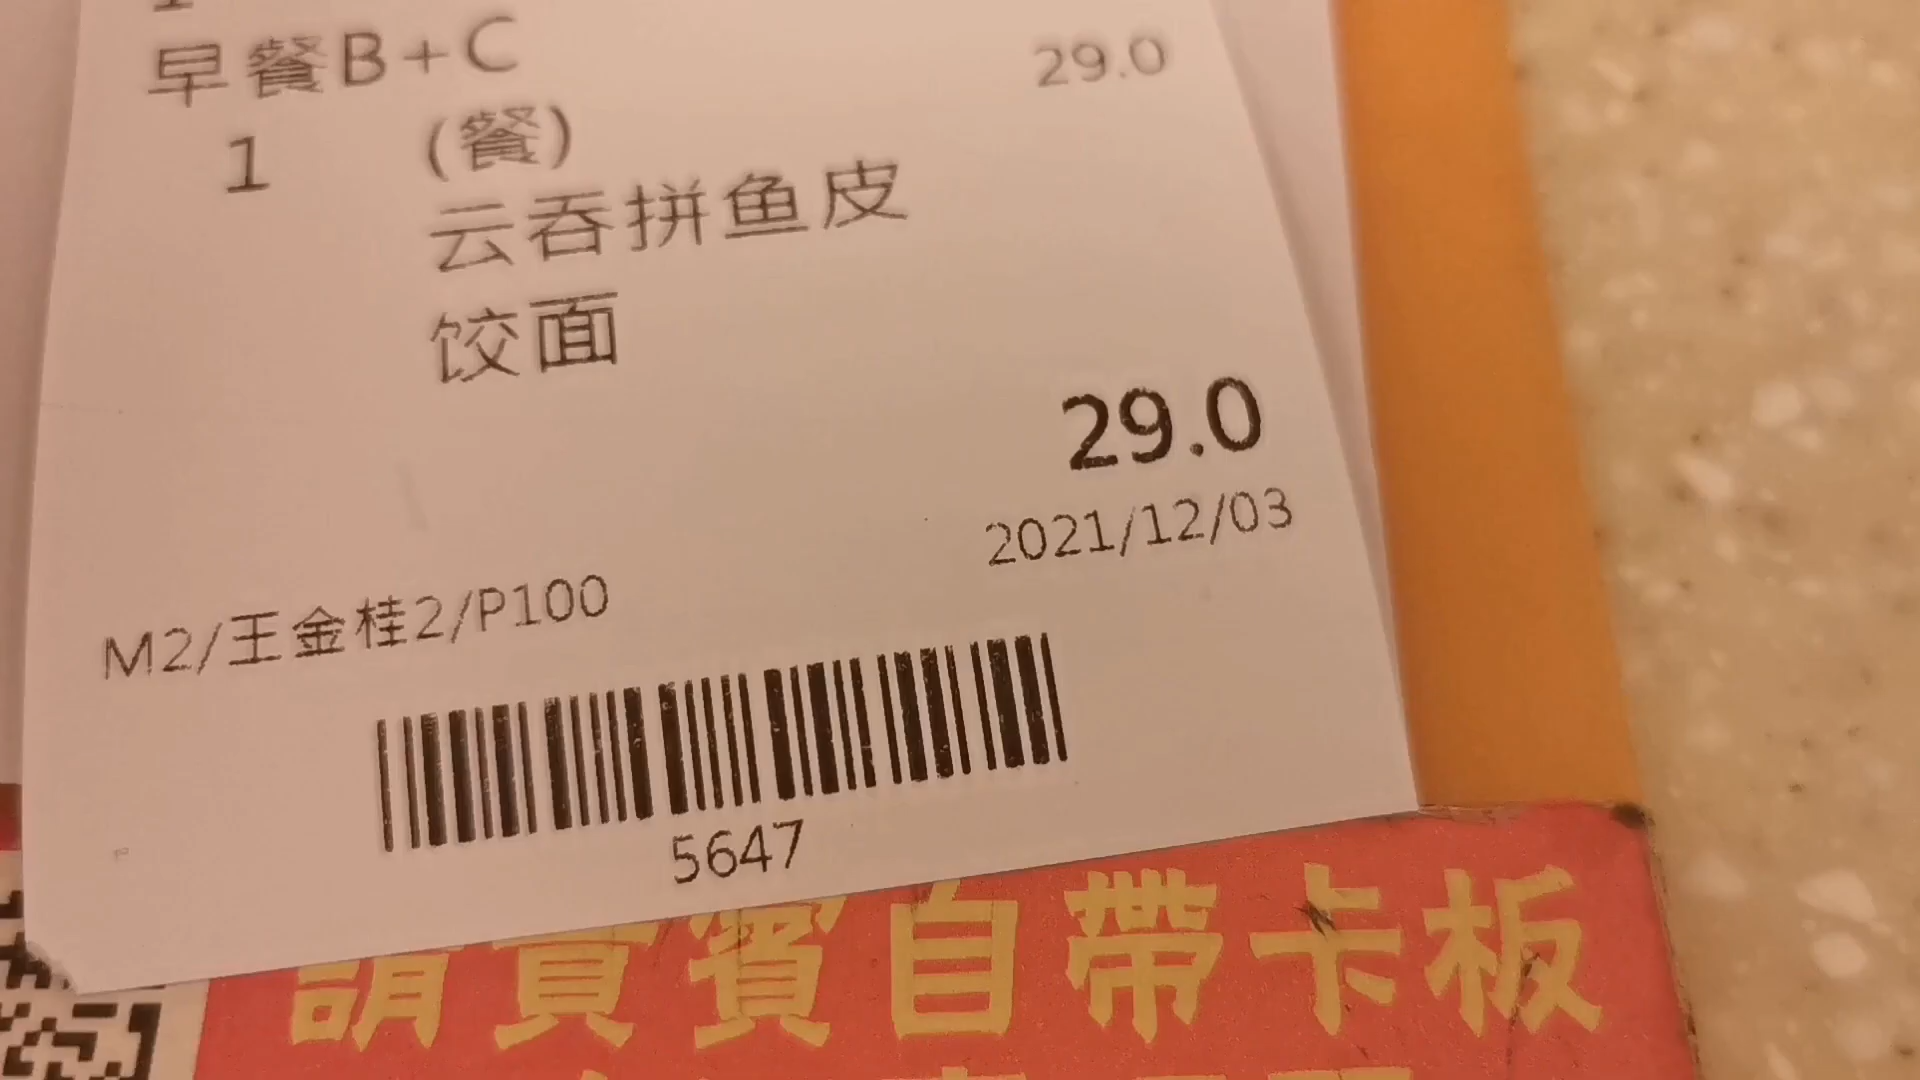 早餐B+C 29.0
1 (餐)
云吞拼鱼皮
饺面
29.0
2021/12/03
M2/王金桂2/P100
5647
請貴賓自帶卡板